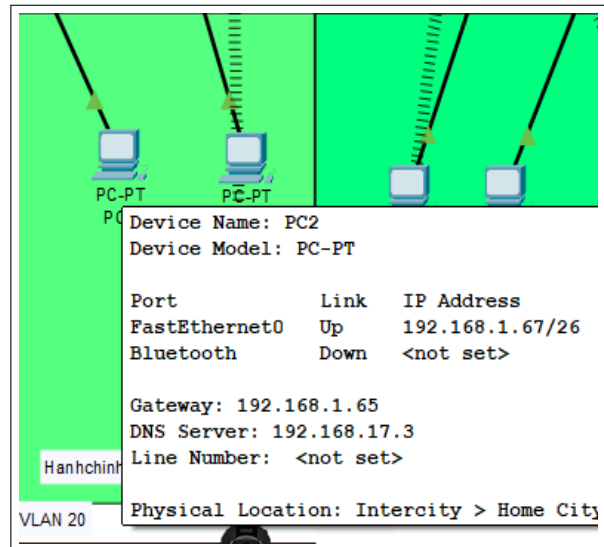 PC-PT
PC-PT
Device Name: PC2
Device Model: PC-PT
Port Link IP Address
FastEthernet0 Up 192.168.1.67/26
Bluetooth Down <not set>
Gateway: 192.168.1.65
DNS Server: 192.168.17.3
Line Number: <not set>
Hanhchinh
Physical Location: Intercity > Home City
VLAN 20